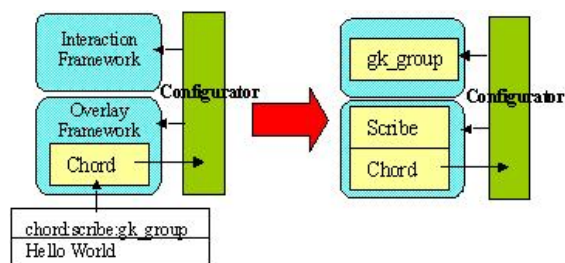 Interaction
Framework
Configurator
Overlay
Framework
Chord
chord:scribe:gk_group
Hello World
gk_group
Configurator
Scribe
Chord